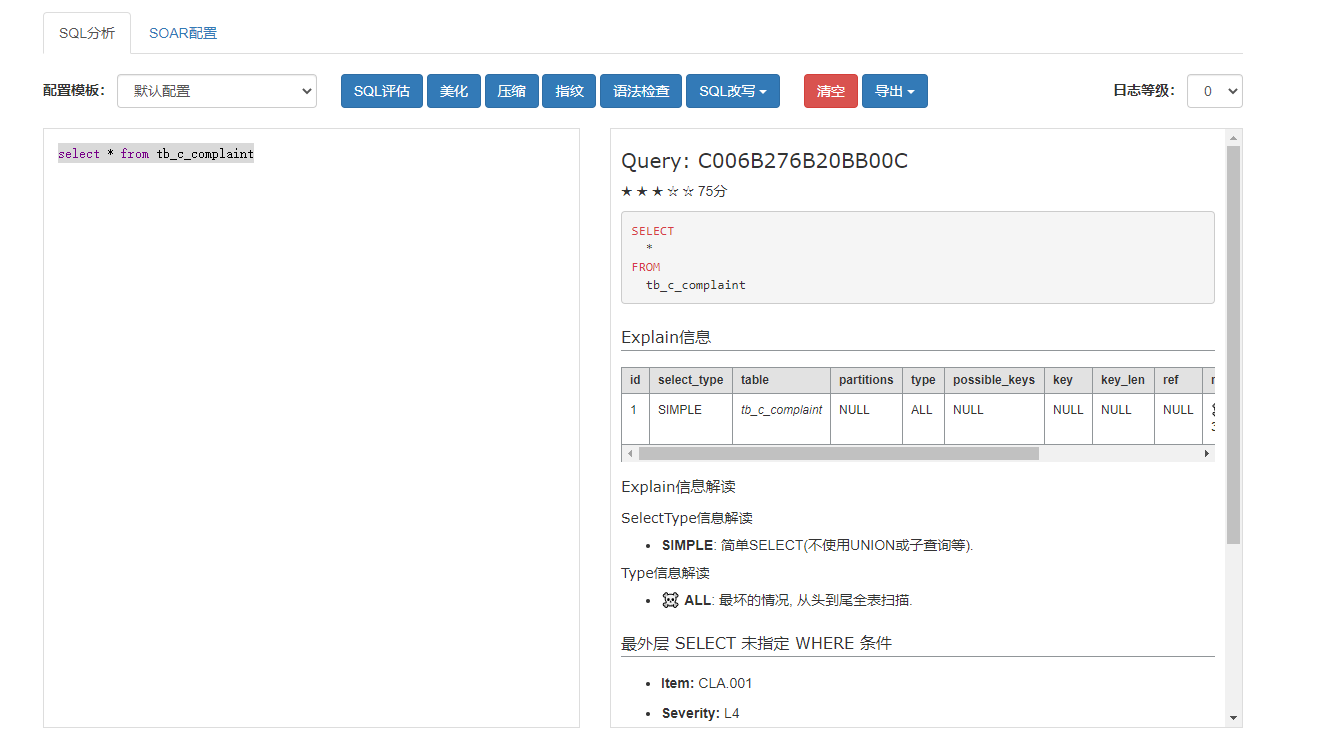 SQL分析 SOAR配置
配置模板： 默认配置 SQL评估 美化 压缩 指纹 语法检查 SQL改写 清空 导出 日志等级： 0
select * from tb_c_complaint
Query: C006B276B20BB00C
★ ★ ★ ☆ ☆ 75分
SELECT
*
FROM
tb_c_complaint
Explain信息
id select_type table partitions type possible_keys key key_len ref
1 SIMPLE tb_c_complaint NULL ALL NULL NULL NULL NULL
Explain信息解读
SelectType信息解读
• SIMPLE: 简单SELECT(不使用UNION或子查询等).
Type信息解读
• ☠ ALL: 最坏的情况, 从头到尾全表扫描.
最外层 SELECT 未指定 WHERE 条件
• Item: CLA.001
• Severity: L4